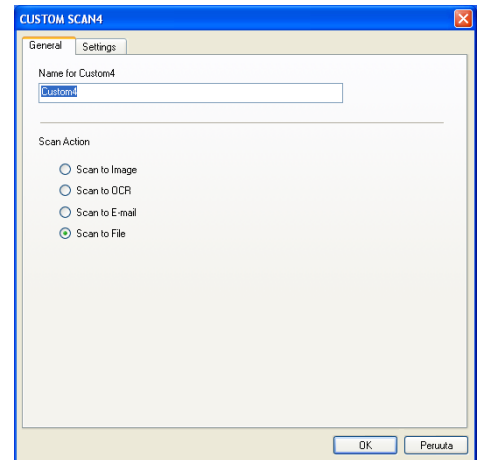 CUSTOM SCAN4
General Settings
Name for Custom4
Custom4
Scan Action
Scan to Image
Scan to OCR
Scan to E-mail
Scan to File
OK Peruuta